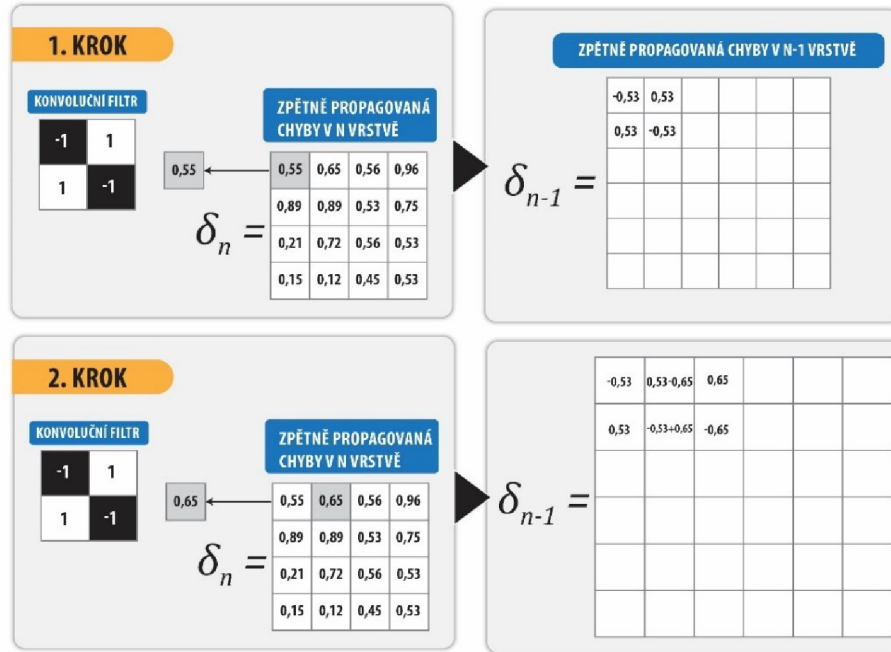 1. KROK
KONVOLUČNÍ FILTR
-1 1
1 -1
0,55
ZPĚTNĚ PROPAGOVANÁ
CHYBY V N VRSTVĚ
δn =
0,55 0,65 0,56 0,96
0,89 0,89 0,53 0,75
0,21 0,72 0,56 0,53
0,15 0,12 0,45 0,53
ZPĚTNĚ PROPAGOVANÁ CHYBY V N-1 VRSTVĚ
δn-1 =
-0,53 0,53
0,53 -0,53
2. KROK
KONVOLUČNÍ FILTR
-1 1
1 -1
0,65
ZPĚTNĚ PROPAGOVANÁ
CHYBY V N VRSTVĚ
δn =
0,55 0,65 0,56 0,96
0,89 0,89 0,53 0,75
0,21 0,72 0,56 0,53
0,15 0,12 0,45 0,53
δn-1 =
-0,53 0,53-0,65 0,65
0,53 -0,53+0,65 -0,65